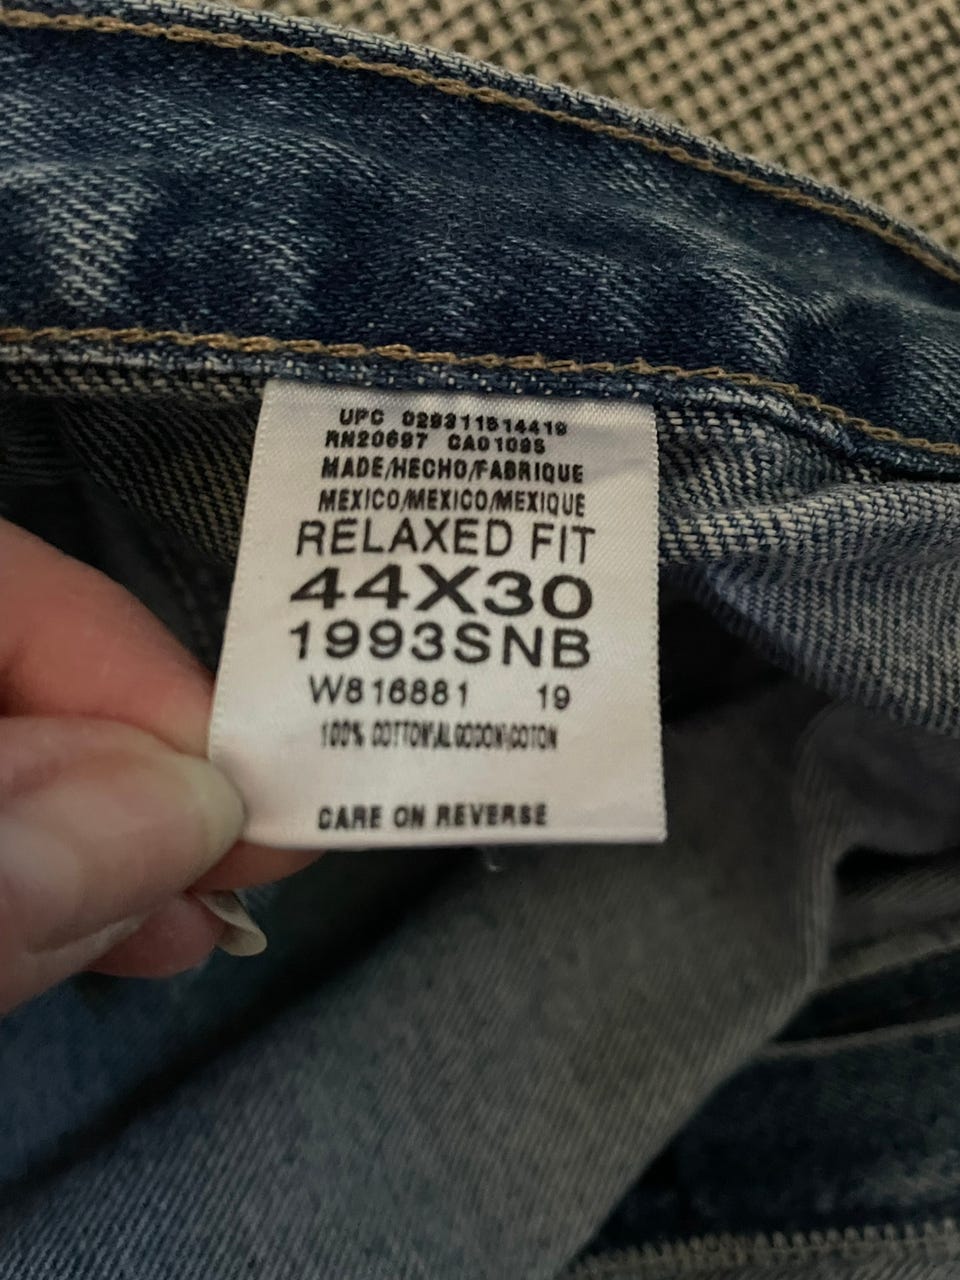 UPC 029311514419
RN20697 CA01095
MADE/HECHO/FABRIQUE
MEXICO/MEXICO/MEXIQUE
RELAXED FIT
44X30
1993SNB
W816881 19
100% COTTON\ALGODON\COTON
CARE ON REVERSE